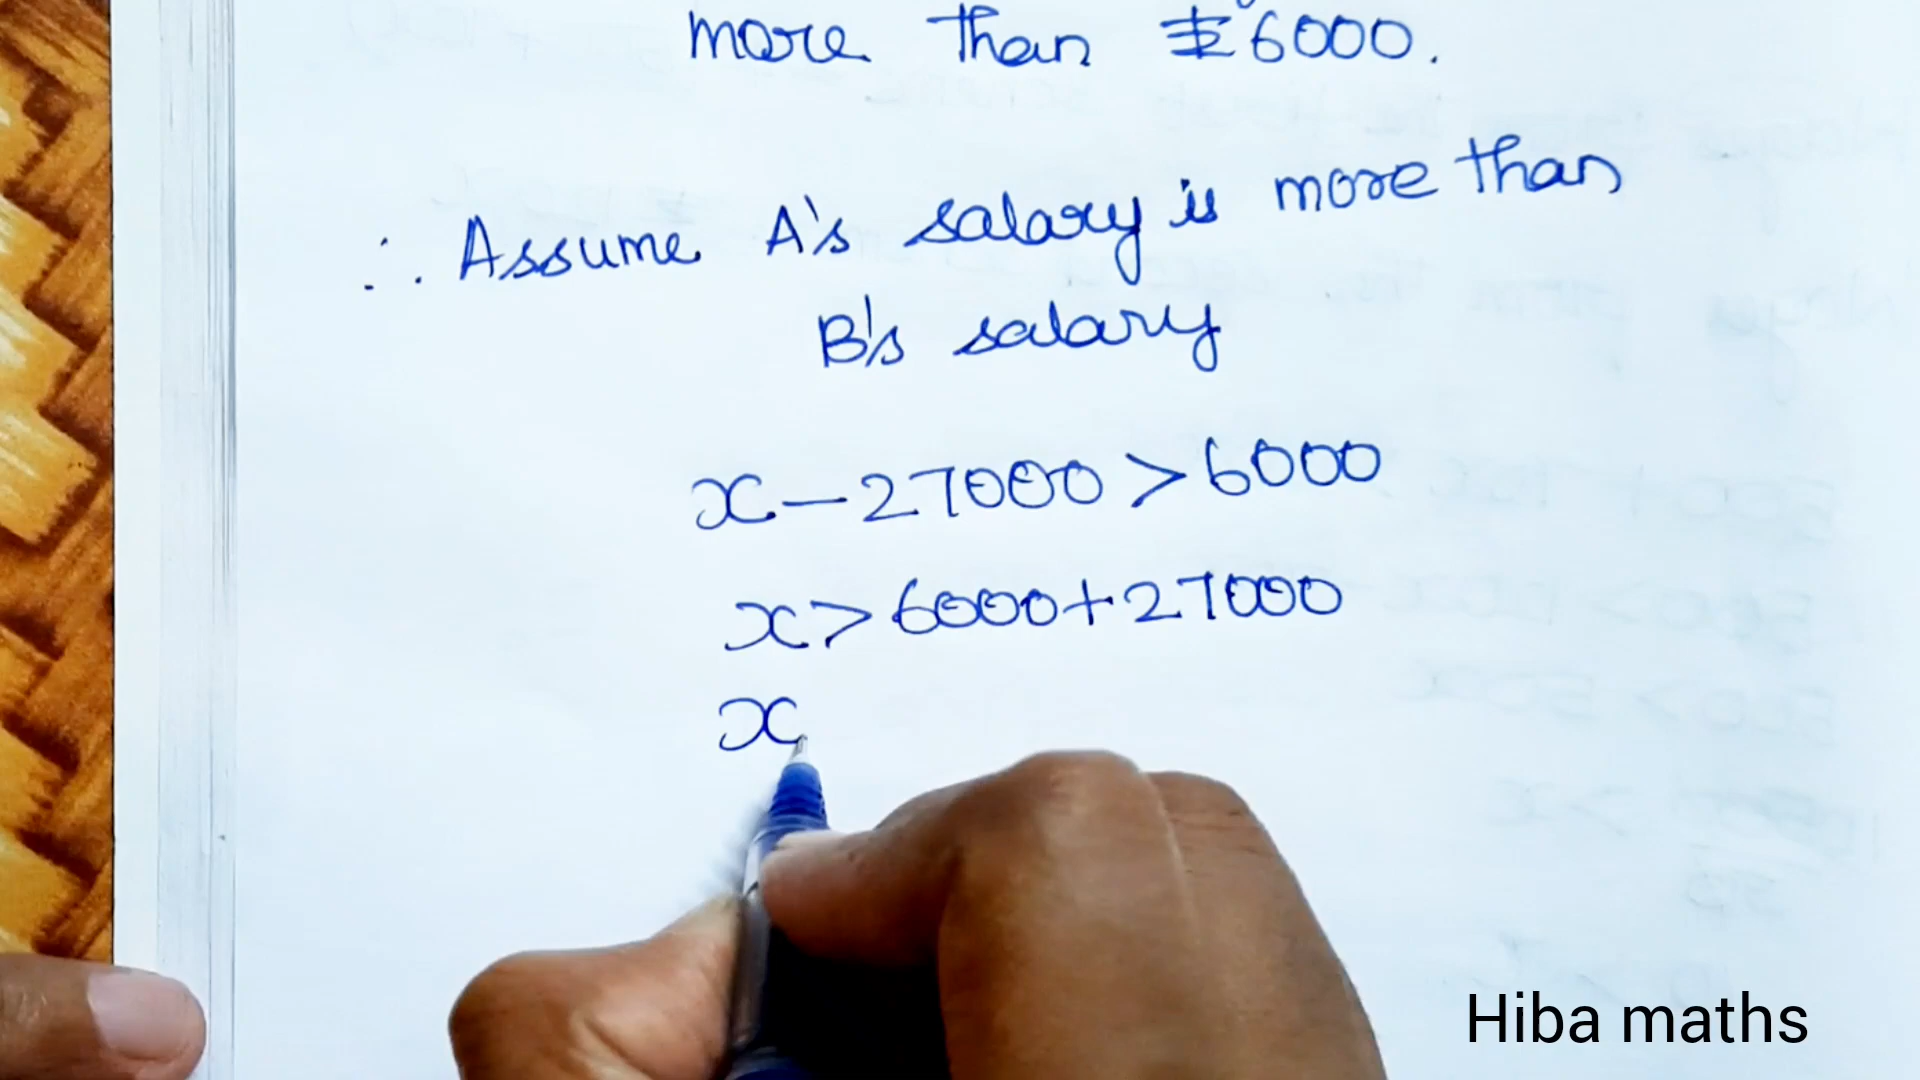 more than ₹6000.
∴ Assume A's salary is more than
B's salary
x - 27000 > 6000
x > 6000 + 27000
x
Hiba maths